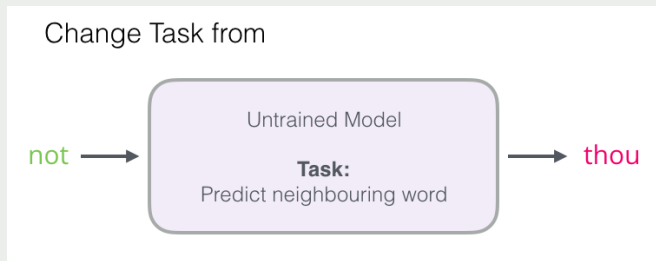 Change Task from
Untrained Model
not
thou
Task:
Predict neighbouring word